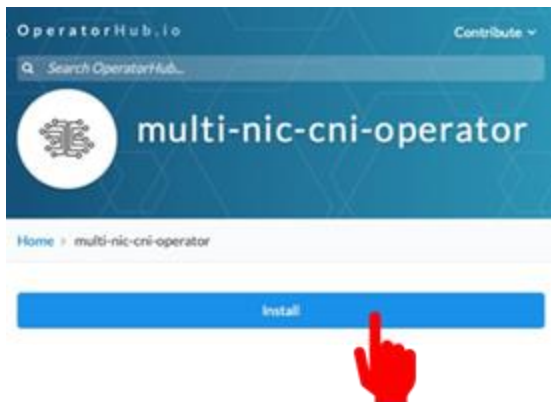 OperatorHub.io
Contribute
Search OperatorHub...
multi-nic-cni-operator
Home › multi-nic-cni-operator
Install